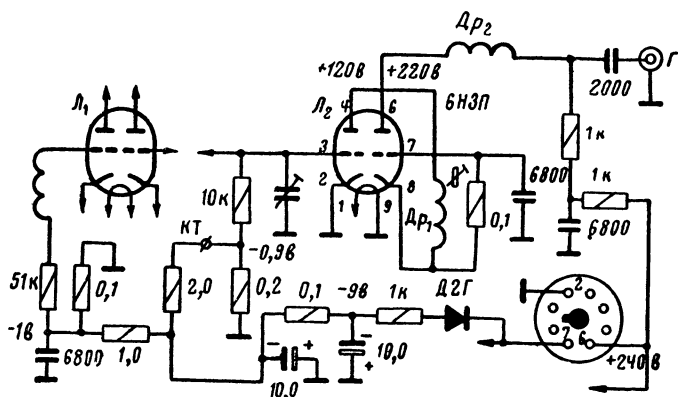 Др₂
+120В
+220В
4
6
6Н3П
2000
Г
Л₁
Л₂
3
7
1к
10к
2
1
9
8
Др₁
0,1
6800
1к
6800
КТ
-0,9В
51к
0,1
2,0
0,2
0,1
-9В
1к
Д2Г
2
7
6
-1В
6800
1,0
-
+
10,0
-
+
10,0
+240В